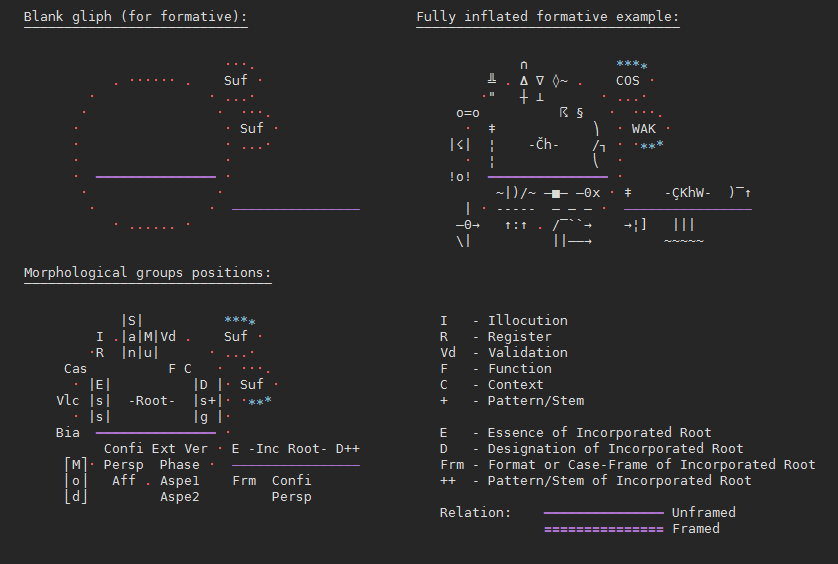 Blank gliph (for formative):
Fully inflated formative example:
Suf
Suf
∩ ***⁎
╩ . Δ ∇ ◊~ . COS
" ┼ ⊥
o=o ẞ §
ǂ ⎞ WAK
|☇| ¦ -Čh- /┐ ⁎**
¦ ⎝
!o!
~|)/~ —■— —0x ǂ -ÇKhW- )¯↑
| ----- — — —
—0→ ↑:↑ . /¯``→ →¦] |||
\| ||——→ ~~~~~
Morphological groups positions:
|S| ***⁎
I .|a|M|Vd . Suf
R |n|u|
Cas F C
|E| |D | Suf
Vlc |s| -Root- |s+| ⁎**
|s| |g |
Bia
Confi Ext Ver E -Inc Root- D++
⎡M⎤ Persp Phase
|o| Aff . Aspe1 Frm Confi
⎣d⎦ Aspe2 Persp
I - Illocution
R - Register
Vd - Validation
F - Function
C - Context
+ - Pattern/Stem
E - Essence of Incorporated Root
D - Designation of Incorporated Root
Frm - Format or Case-Frame of Incorporated Root
++ - Pattern/Stem of Incorporated Root
Relation: Unframed
Framed